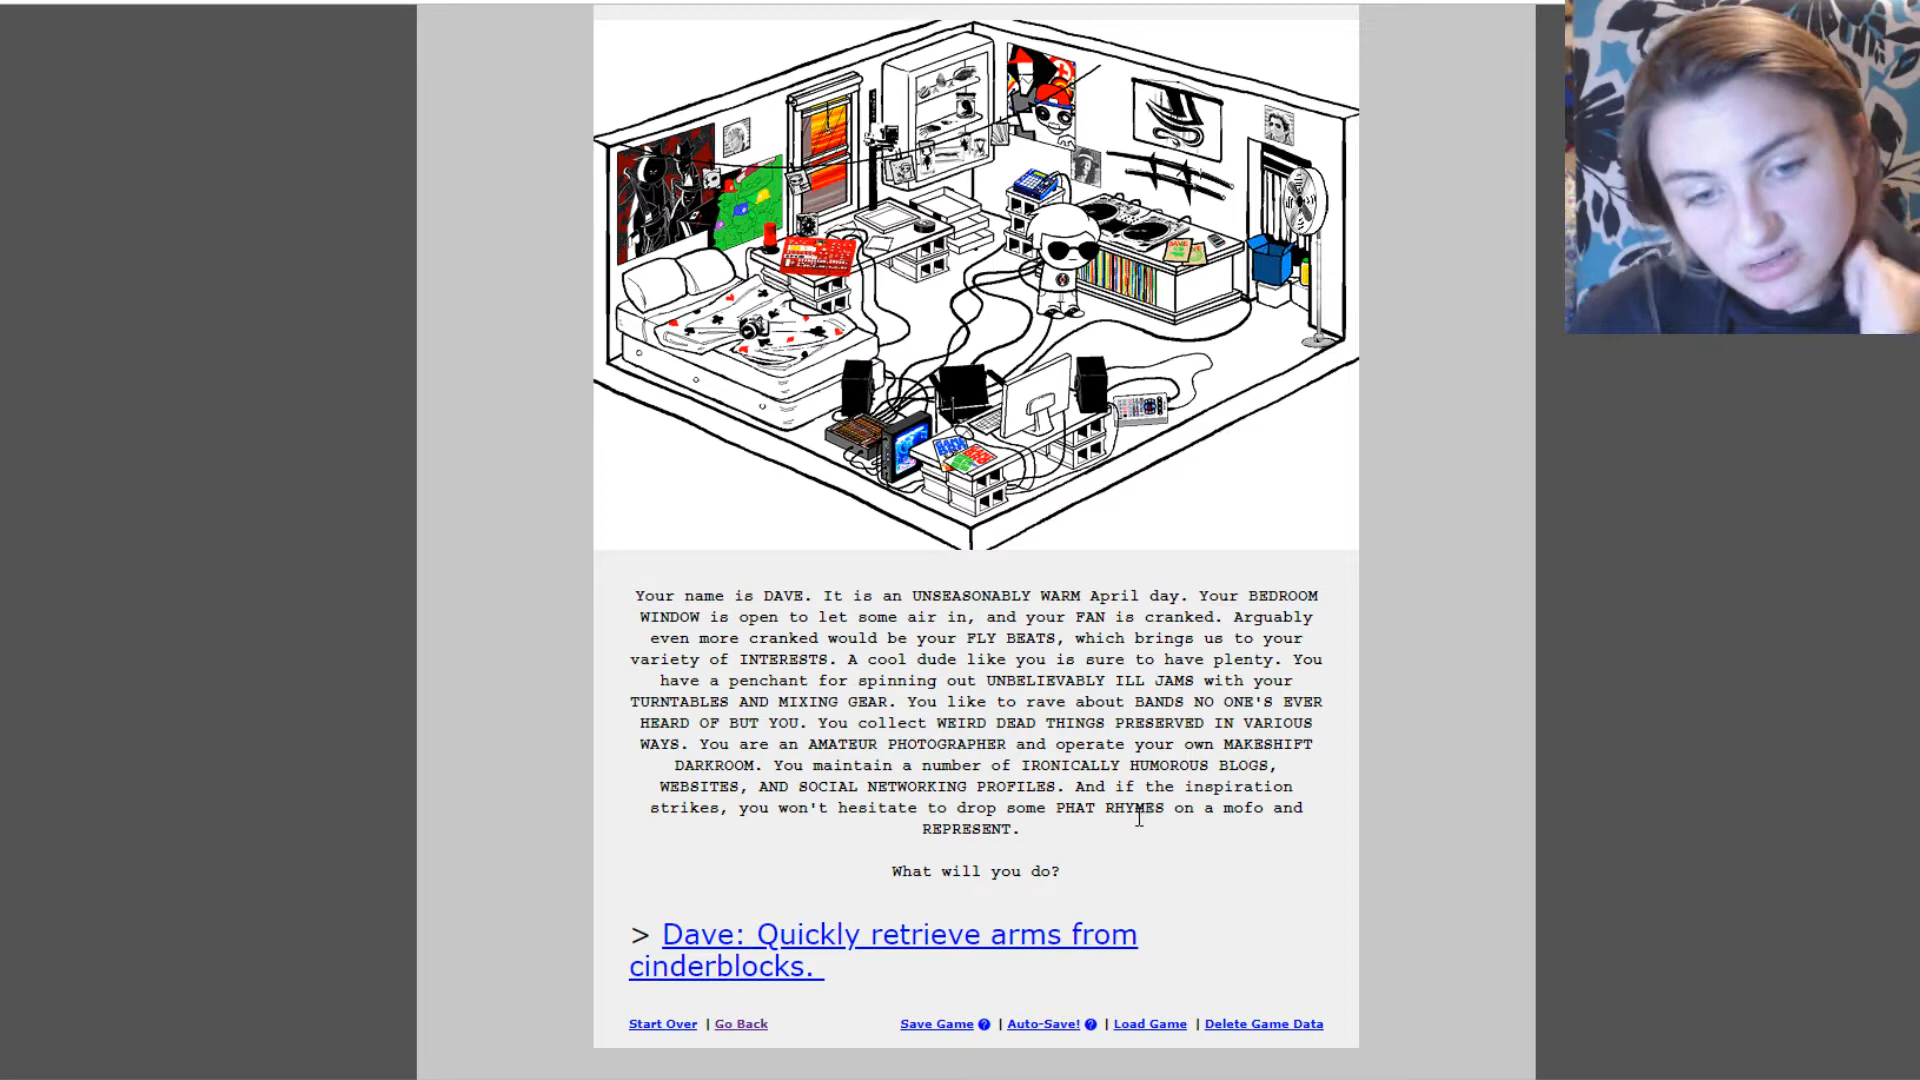 Your name is DAVE. It is an UNSEASONABLY WARM April day. Your BEDROOM
WINDOW is open to let some air in, and your FAN is cranked. Arguably
even more cranked would be your FLY BEATS, which brings us to your
variety of INTERESTS. A cool dude like you is sure to have plenty. You
have a penchant for spinning out UNBELIEVABLY ILL JAMS with your
TURNTABLES AND MIXING GEAR. You like to rave about BANDS NO ONE'S EVER
HEARD OF BUT YOU. You collect WEIRD DEAD THINGS PRESERVED IN VARIOUS
WAYS. You are an AMATEUR PHOTOGRAPHER and operate your own MAKESHIFT
DARKROOM. You maintain a number of IRONICALLY HUMOROUS BLOGS,
WEBSITES, AND SOCIAL NETWORKING PROFILES. And if the inspiration
strikes, you won't hesitate to drop some PHAT RHYMES on a mofo and
REPRESENT.
What will you do?
> Dave: Quickly retrieve arms from
cinderblocks.
Start Over | Go Back Save Game ? | Auto-Save! ? | Load Game | Delete Game Data